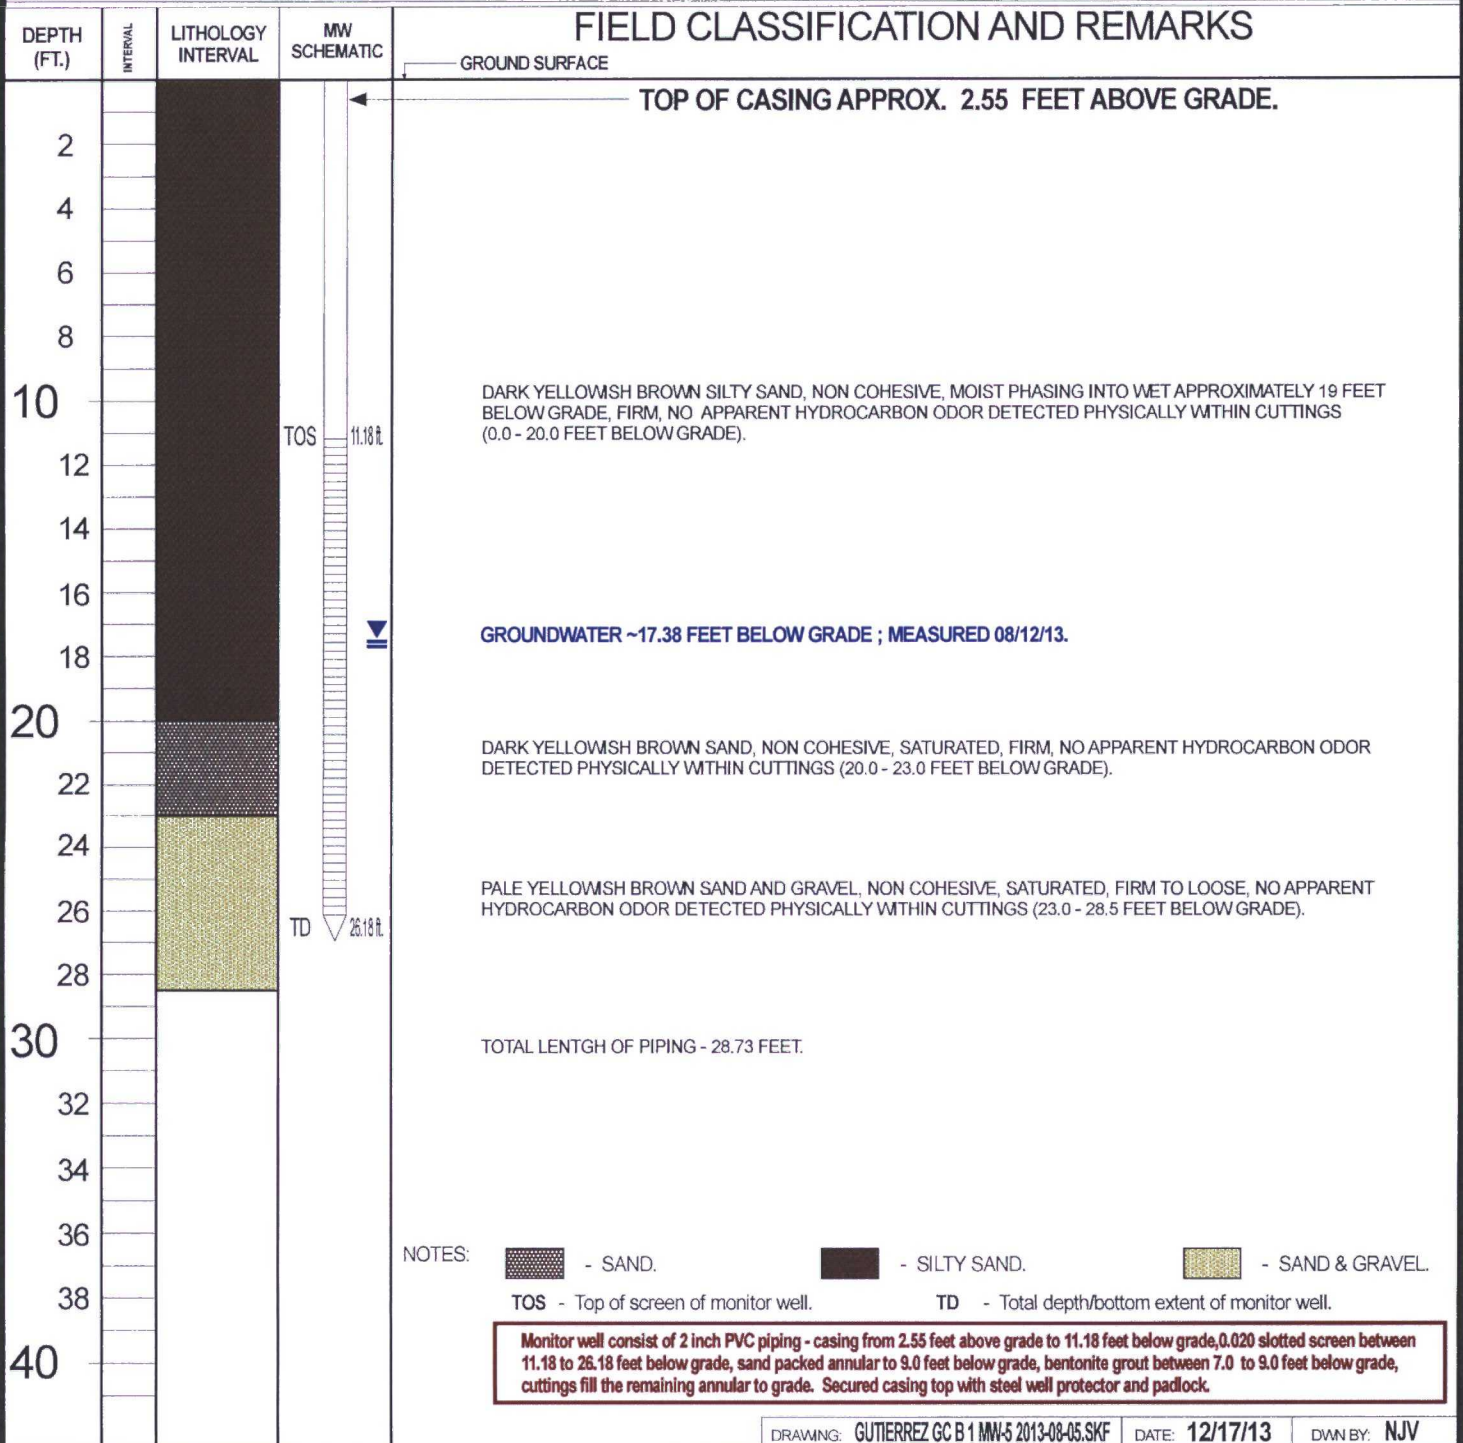 DEPTH
(FT.)
INTERVAL
LITHOLOGY
INTERVAL
MW
SCHEMATIC
FIELD CLASSIFICATION AND REMARKS
GROUND SURFACE
TOP OF CASING APPROX. 2.55 FEET ABOVE GRADE.
2
4
6
8
10
12
14
16
18
20
22
24
26
28
30
32
34
36
38
40
TOS 11.18 ft.
TD 26.18 ft.
DARK YELLOWISH BROWN SILTY SAND, NON COHESIVE, MOIST PHASING INTO WET APPROXIMATELY 19 FEET
BELOW GRADE, FIRM, NO APPARENT HYDROCARBON ODOR DETECTED PHYSICALLY WITHIN CUTTINGS
(0.0 - 20.0 FEET BELOW GRADE).
GROUNDWATER ~17.38 FEET BELOW GRADE ; MEASURED 08/12/13.
DARK YELLOWISH BROWN SAND, NON COHESIVE, SATURATED, FIRM, NO APPARENT HYDROCARBON ODOR
DETECTED PHYSICALLY WITHIN CUTTINGS (20.0 - 23.0 FEET BELOW GRADE).
PALE YELLOWISH BROWN SAND AND GRAVEL, NON COHESIVE, SATURATED, FIRM TO LOOSE, NO APPARENT
HYDROCARBON ODOR DETECTED PHYSICALLY WITHIN CUTTINGS (23.0 - 28.5 FEET BELOW GRADE).
TOTAL LENTGH OF PIPING - 28.73 FEET.
NOTES: - SAND. - SILTY SAND. - SAND & GRAVEL.
TOS - Top of screen of monitor well. TD - Total depth/bottom extent of monitor well.
Monitor well consist of 2 inch PVC piping - casing from 2.55 feet above grade to 11.18 feet below grade,0.020 slotted screen between
11.18 to 26.18 feet below grade, sand packed annular to 9.0 feet below grade, bentonite grout between 7.0 to 9.0 feet below grade,
cuttings fill the remaining annular to grade. Secured casing top with steel well protector and padlock.
DRAWING: GUTIERREZ GC B 1 MW-5 2013-08-05.SKF DATE: 12/17/13 DWN BY: NJV